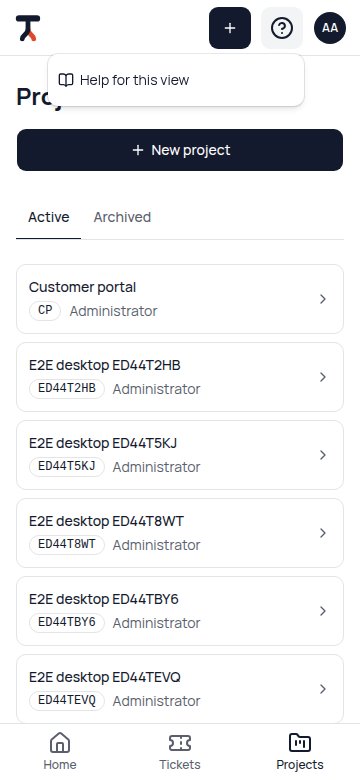 AA
Help for this view
New project
Active Archived
Customer portal
CP Administrator
E2E desktop ED44T2HB
ED44T2HB Administrator
E2E desktop ED44T5KJ
ED44T5KJ Administrator
E2E desktop ED44T8WT
ED44T8WT Administrator
E2E desktop ED44TBY6
ED44TBY6 Administrator
E2E desktop ED44TEVQ
ED44TEVQ Administrator
Home Tickets Projects